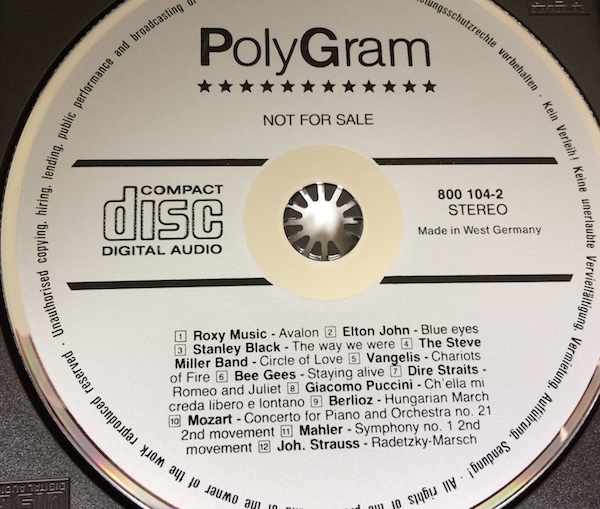 PolyGram
★★★★★★★★★★★★
NOT FOR SALE
COMPACT
disc
DIGITAL AUDIO
800 104-2
STEREO
Made in West Germany
1 Roxy Music - Avalon 2 Elton John - Blue eyes
3 Stanley Black - The way we were 4 The Steve
Miller Band - Circle of Love 5 Vangelis - Chariots
of Fire 6 Bee Gees - Staying alive 7 Dire Straits -
Romeo and Juliet 8 Giacomo Puccini - Ch'ella mi
creda libero e lontano 9 Berlioz - Hungarian March
10 Mozart - Concerto for Piano and Orchestra no. 21
2nd movement 11 Mahler - Symphony no. 1 2nd
movement 12 Joh. Strauss - Radetzky-Marsch
vorbehalten · Kein Verleih! Keine unerlaubte Vervielfältigung, Vermietung, Aufführung, Sendung! · All rights of the
owner of the work reproduced reserved · Unauthorised copying, hiring, lending, public performance and broadcasting of
DIGITAL AUDIO